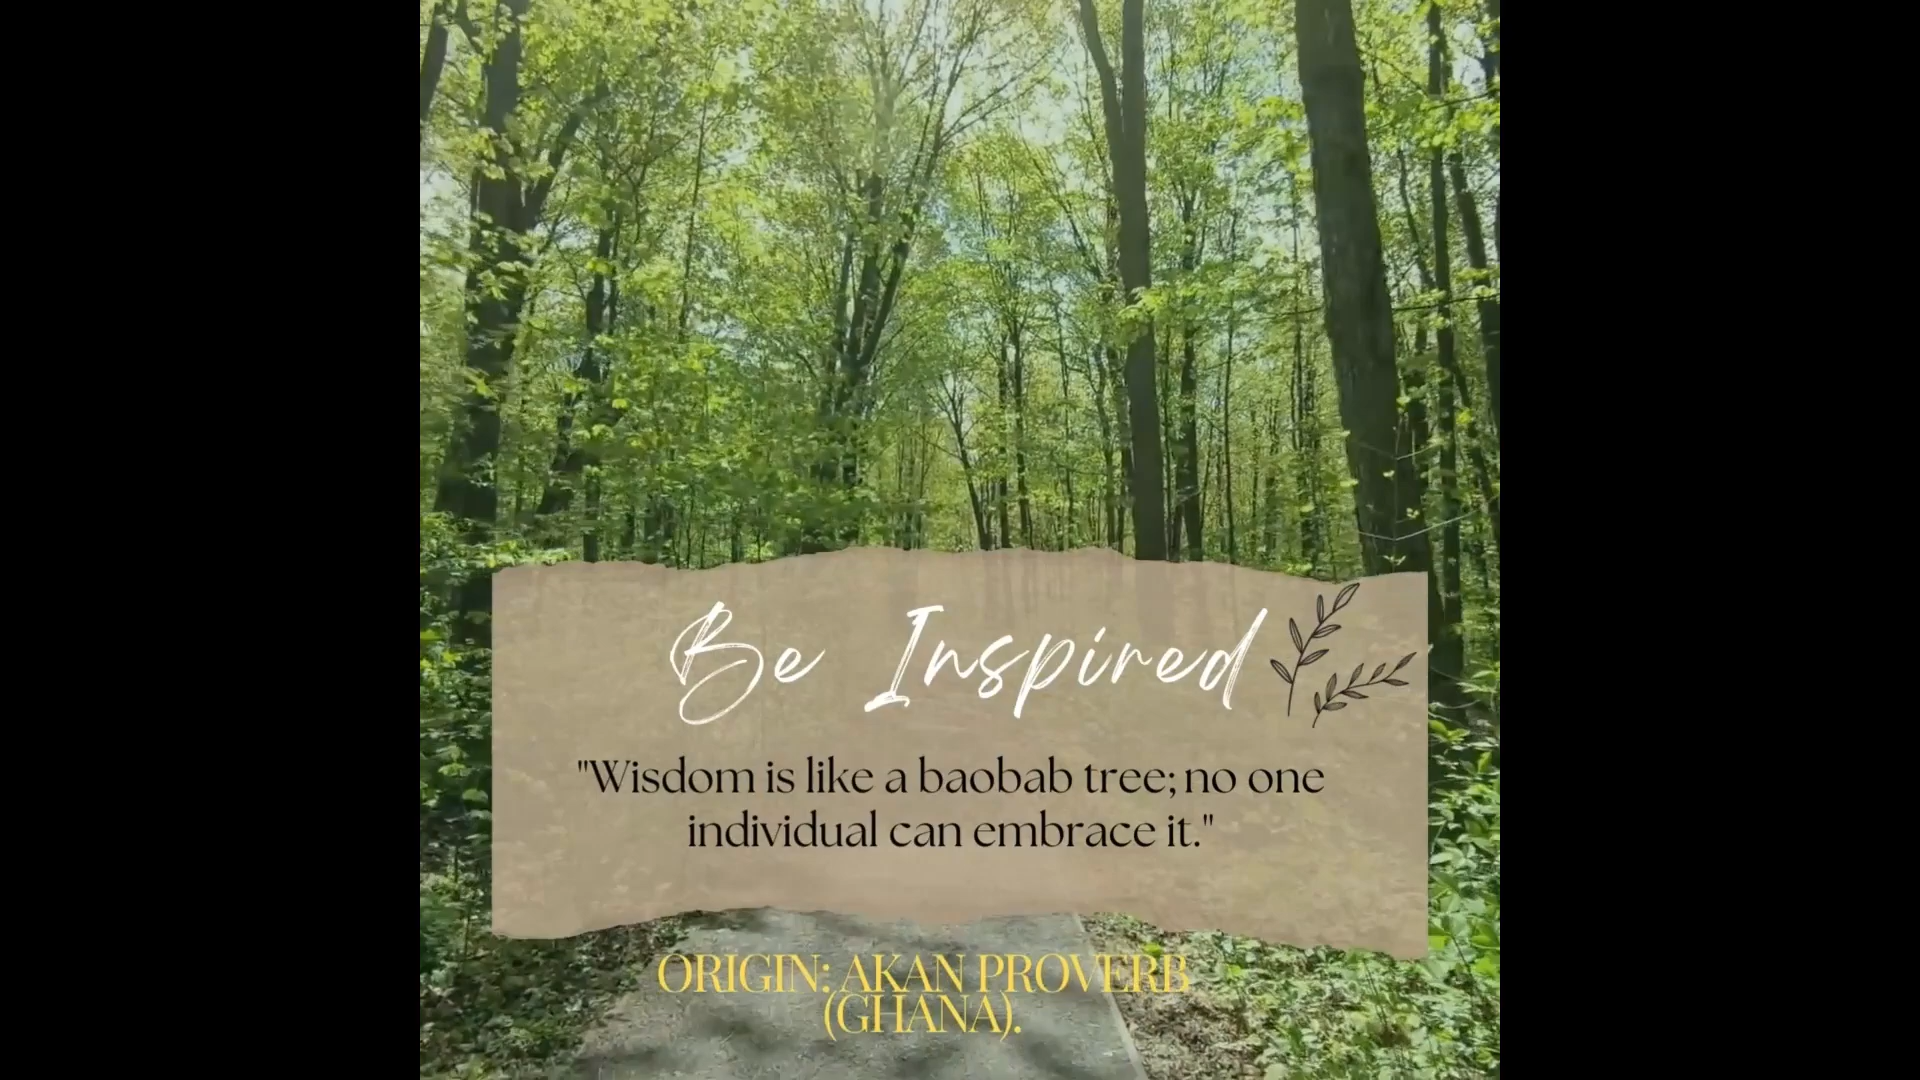 Be Inspired
"Wisdom is like a baobab tree; no one
individual can embrace it."
ORIGIN: AKAN PROVERB
(GHANA).